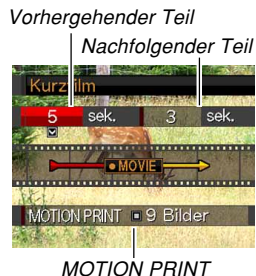 Vorhergehender Teil
Nachfolgender Teil
Kurzfilm
5 sek. 3 sek.
MOVIE
MOTION PRINT 9 Bilder
MOTION PRINT